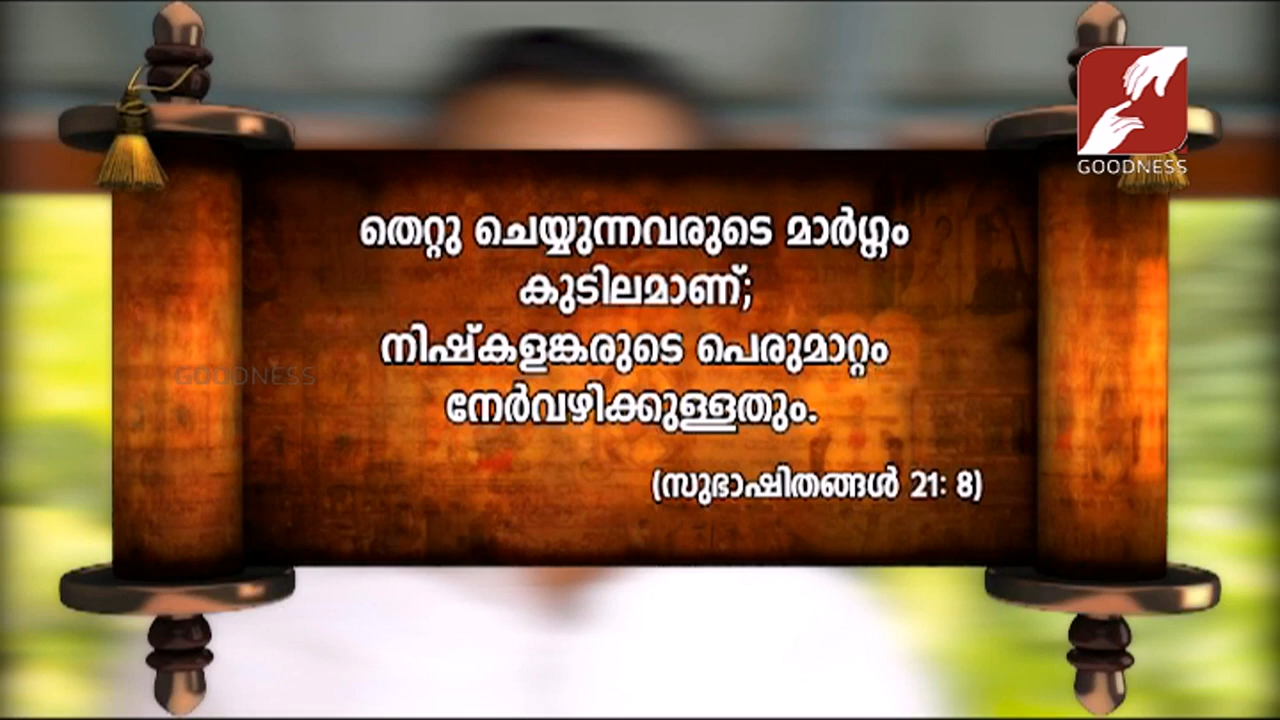 GOODNESS
തെറ്റു ചെയ്യുന്നവരുടെ മാർഗ്ഗം
കുടിലമാണ്;
നിഷ്കളങ്കരുടെ പെരുമാറ്റം
GOODNESS
നേർവഴിക്കുള്ളതും.
(സുഭാഷിതങ്ങൾ 21: 8)